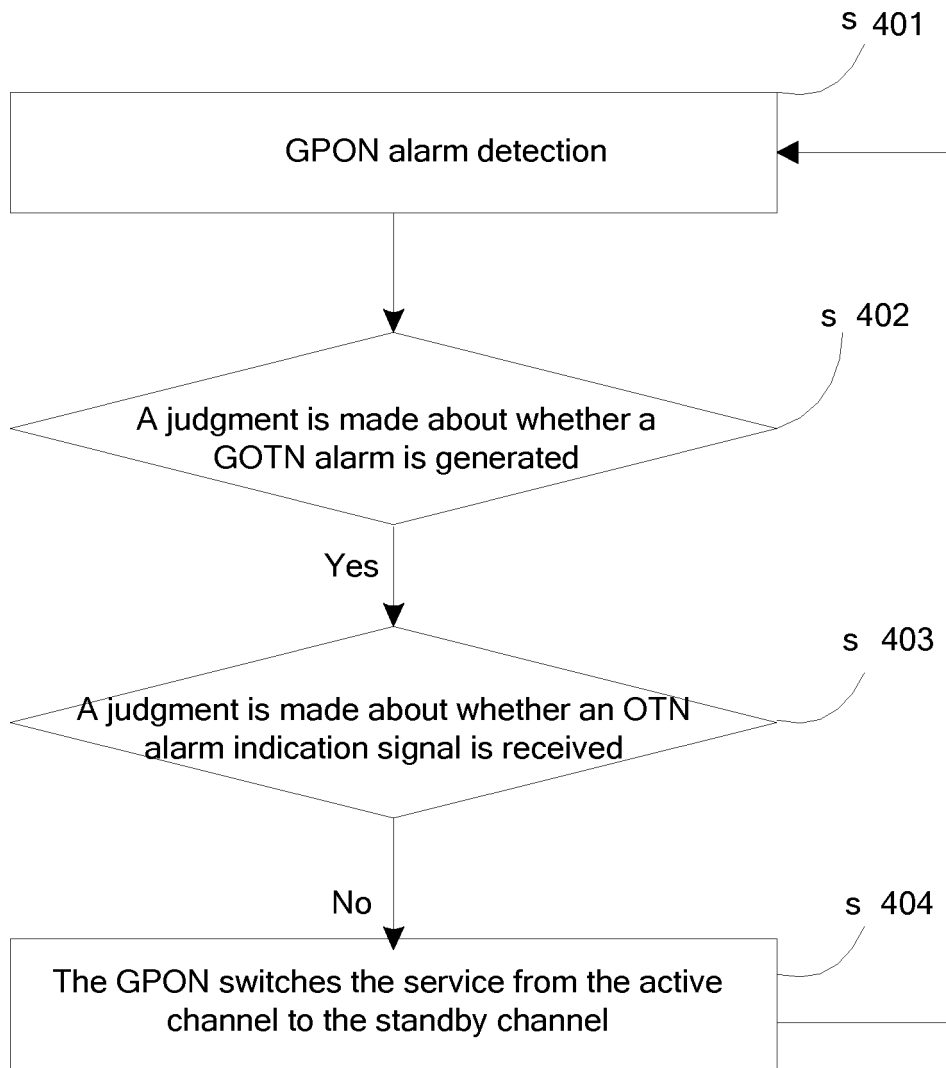 s 401
GPON alarm detection
s 402
A judgment is made about whether a
GOTN alarm is generated
Yes
s 403
A judgment is made about whether an OTN
alarm indication signal is received
No
s 404
The GPON switches the service from the active
channel to the standby channel